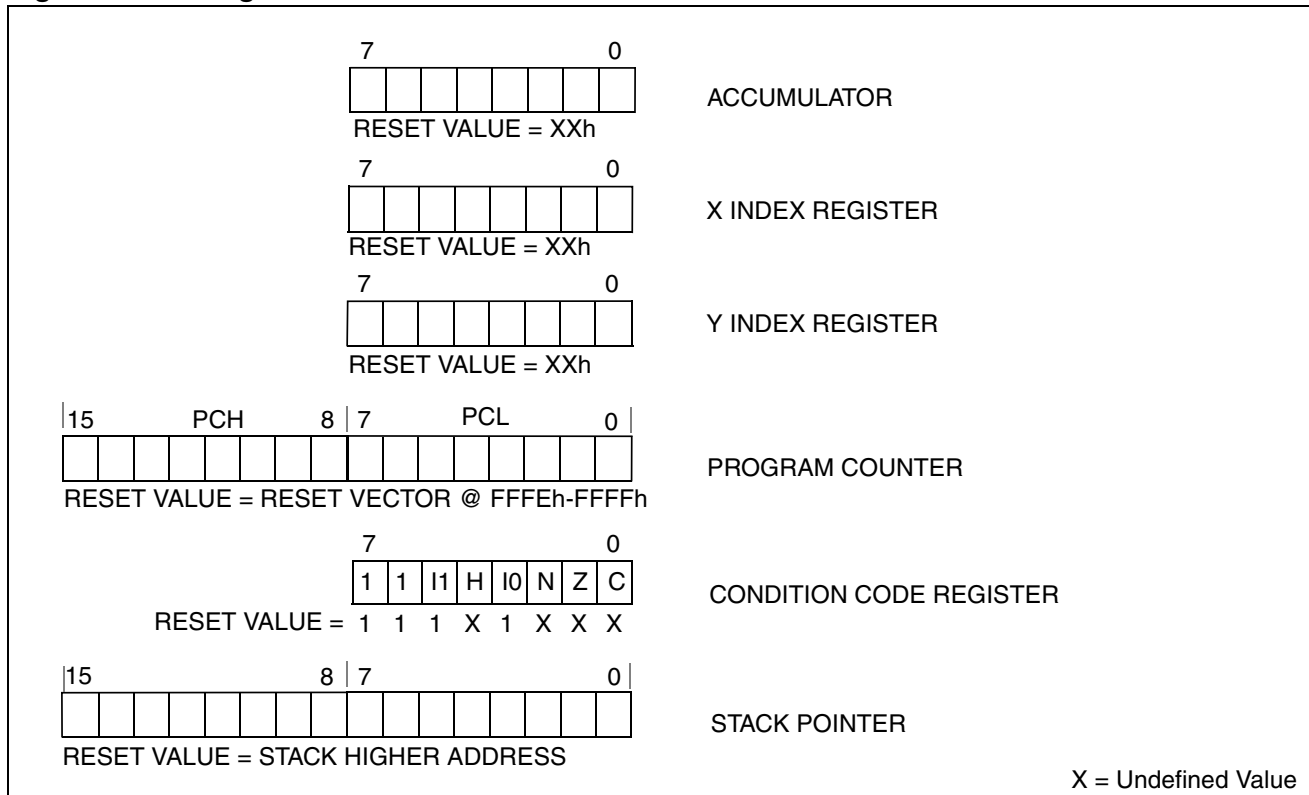 7 0
ACCUMULATOR
RESET VALUE = XXh
7 0
X INDEX REGISTER
RESET VALUE = XXh
7 0
Y INDEX REGISTER
RESET VALUE = XXh
15 PCH 8 7 PCL 0
PROGRAM COUNTER
RESET VALUE = RESET VECTOR @ FFFEh-FFFFh
7 0
1 1 I1 H I0 N Z C
CONDITION CODE REGISTER
RESET VALUE = 1 1 1 X 1 X X X
15 8 7 0
STACK POINTER
RESET VALUE = STACK HIGHER ADDRESS
X = Undefined Value